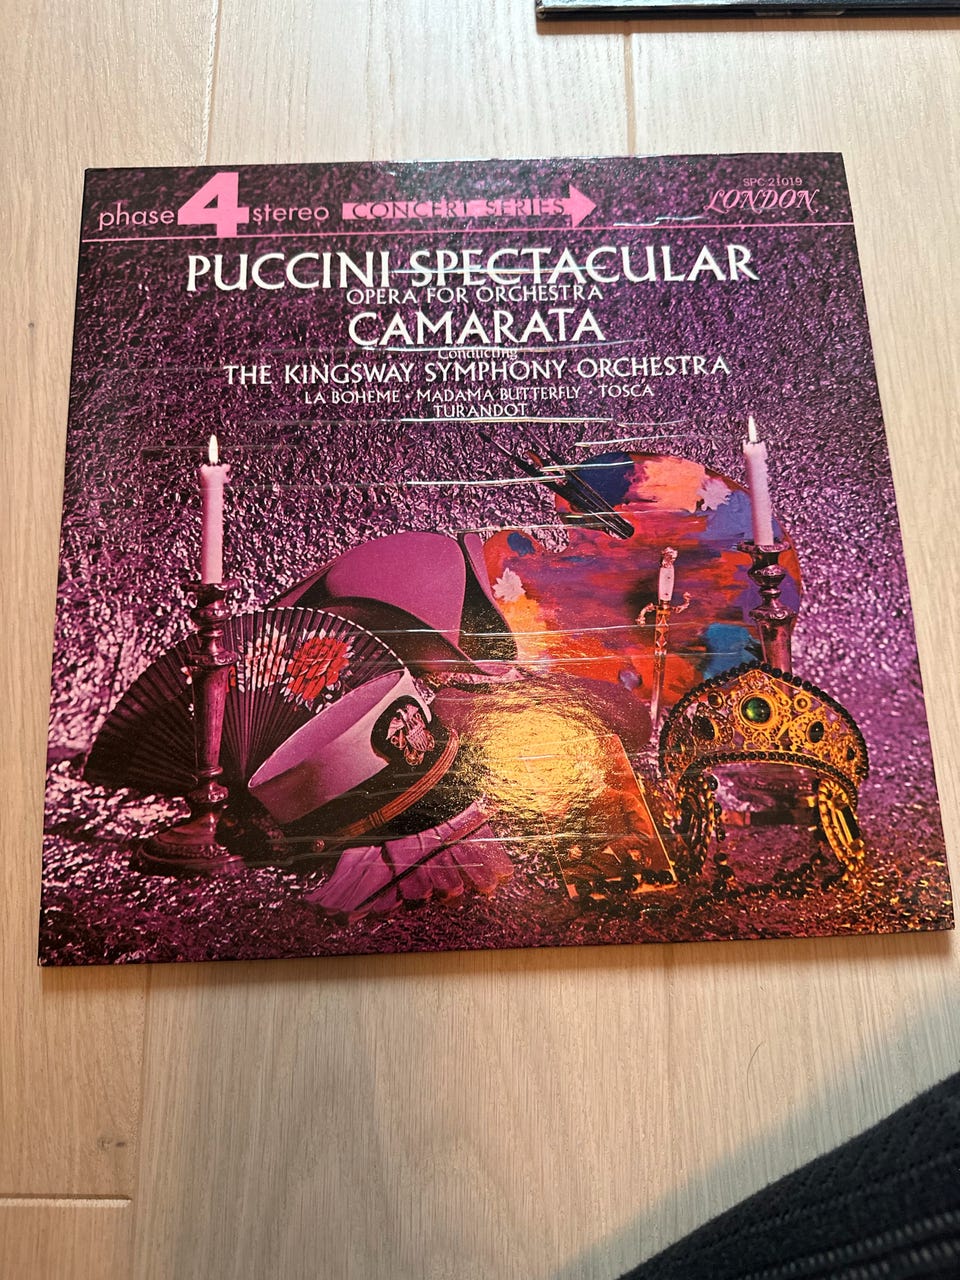 phase 4 stereo CONCERT SERIES
SPC 21019
LONDON
PUCCINI SPECTACULAR
OPERA FOR ORCHESTRA
CAMARATA
Conducting
THE KINGSWAY SYMPHONY ORCHESTRA
LA BOHEME · MADAMA BUTTERFLY · TOSCA
TURANDOT